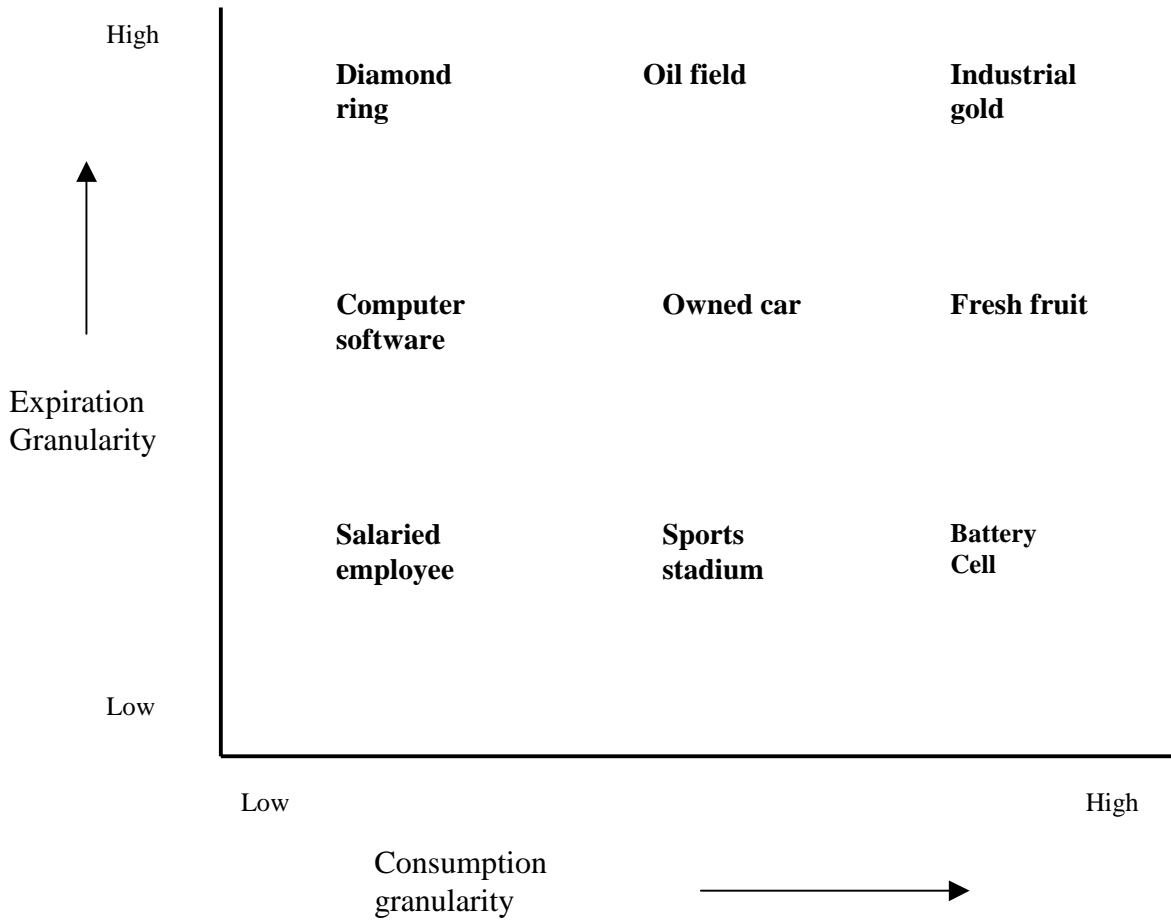 High
Diamond
ring
Oil field
Industrial
gold
Computer
software
Owned car
Fresh fruit
Expiration
Granularity
Salaried
employee
Sports
stadium
Battery
Cell
Low
Low
High
Consumption
granularity